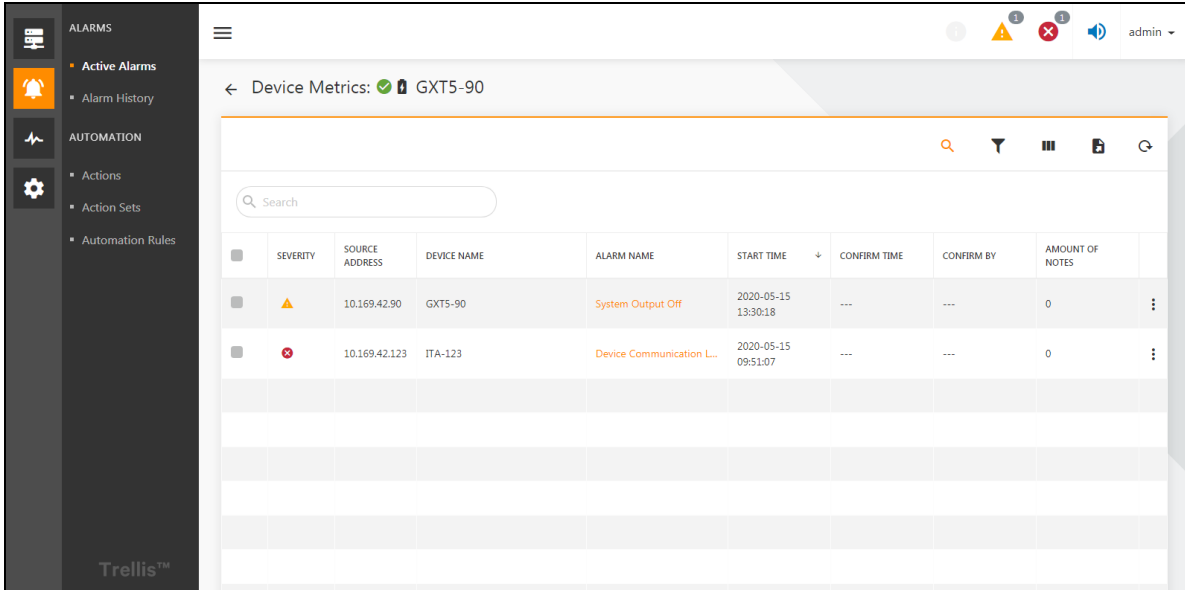 ALARMS
Active Alarms
Alarm History
AUTOMATION
Actions
Action Sets
Automation Rules
Trellis™
1
1
admin
Device Metrics: GXT5-90
Search
SEVERITY
SOURCE
ADDRESS
DEVICE NAME
ALARM NAME
START TIME
CONFIRM TIME
CONFIRM BY
AMOUNT OF
NOTES
10.169.42.90
GXT5-90
System Output Off
2020-05-15
13:30:18
---
---
0
10.169.42.123
ITA-123
Device Communication L...
2020-05-15
09:51:07
---
---
0